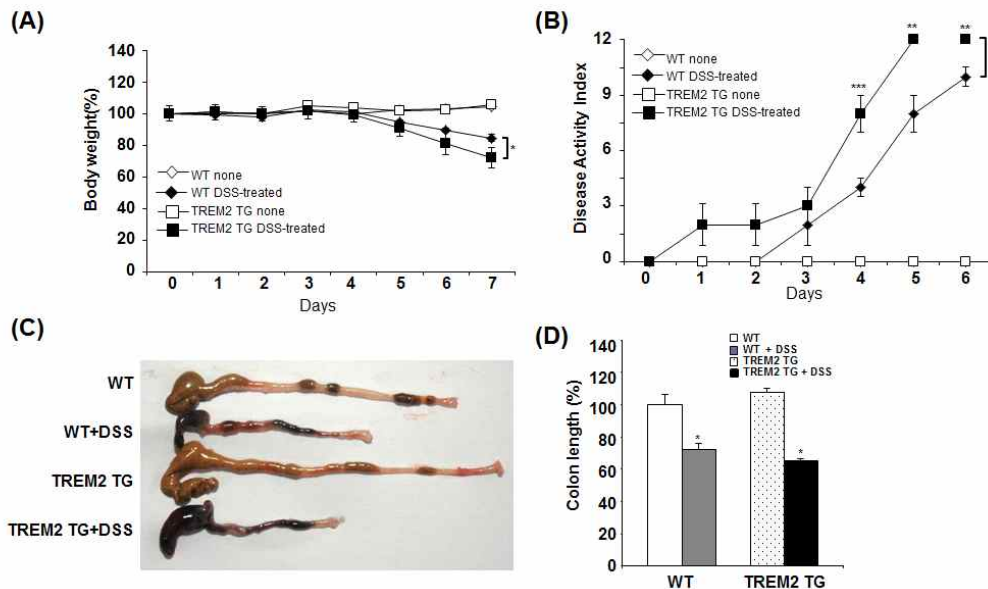 (A)
Body weight(%)
140
120
100
80
60
40
20
0
WT none
WT DSS-treated
TREM2 TG none
TREM2 TG DSS-treated
*
0 1 2 3 4 5 6 7
Days
(B)
Disease Activity Index
12
9
6
3
0
WT none
WT DSS-treated
TREM2 TG none
TREM2 TG DSS-treated
***
**
**
0 1 2 3 4 5 6
Days
(C)
WT
WT+DSS
TREM2 TG
TREM2 TG+DSS
(D)
WT
WT + DSS
TREM2 TG
TREM2 TG + DSS
Colon length (%)
140
120
100
80
60
40
20
0
*
*
WT TREM2 TG